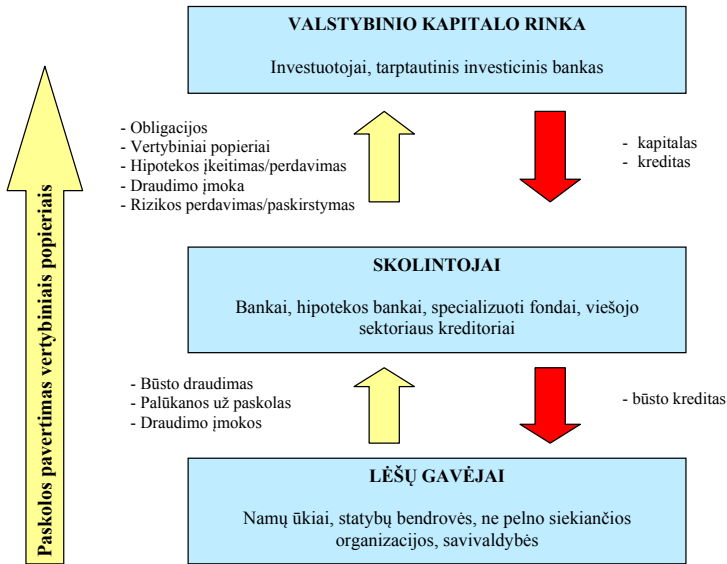 VALSTYBINIO KAPITALO RINKA
Investuotojai, tarptautinis investicinis bankas
- Obligacijos
- Vertybiniai popieriai
- Hipotekos įkeitimas/perdavimas
- Draudimo įmoka
- Rizikos perdavimas/paskirstymas
- kapitalas
- kreditas
SKOLINTOJAI
Bankai, hipotekos bankai, specializuoti fondai, viešojo
sektoriaus kreditoriai
- Būsto draudimas
- Palūkanos už paskolas
- Draudimo įmokos
- būsto kreditas
LĖŠŲ GAVĖJAI
Namų ūkiai, statybų bendrovės, ne pelno siekiančios
organizacijos, savivaldybės
Paskolos pavertimas vertybiniais popieriais